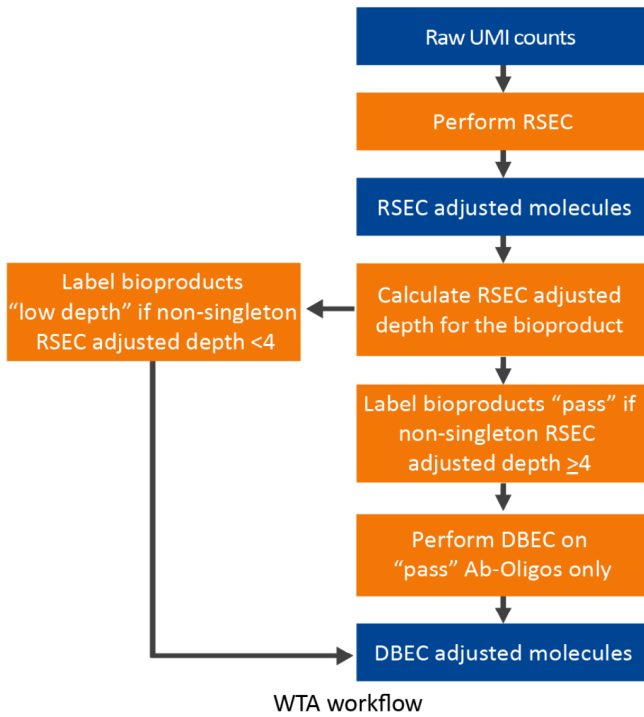 Raw UMI counts
Perform RSEC
RSEC adjusted molecules
Label bioproducts
“low depth” if non-singleton
RSEC adjusted depth <4
Calculate RSEC adjusted
depth for the bioproduct
Label bioproducts “pass” if
non-singleton RSEC
adjusted depth ≥4
Perform DBEC on
“pass” Ab-Oligos only
DBEC adjusted molecules
WTA workflow